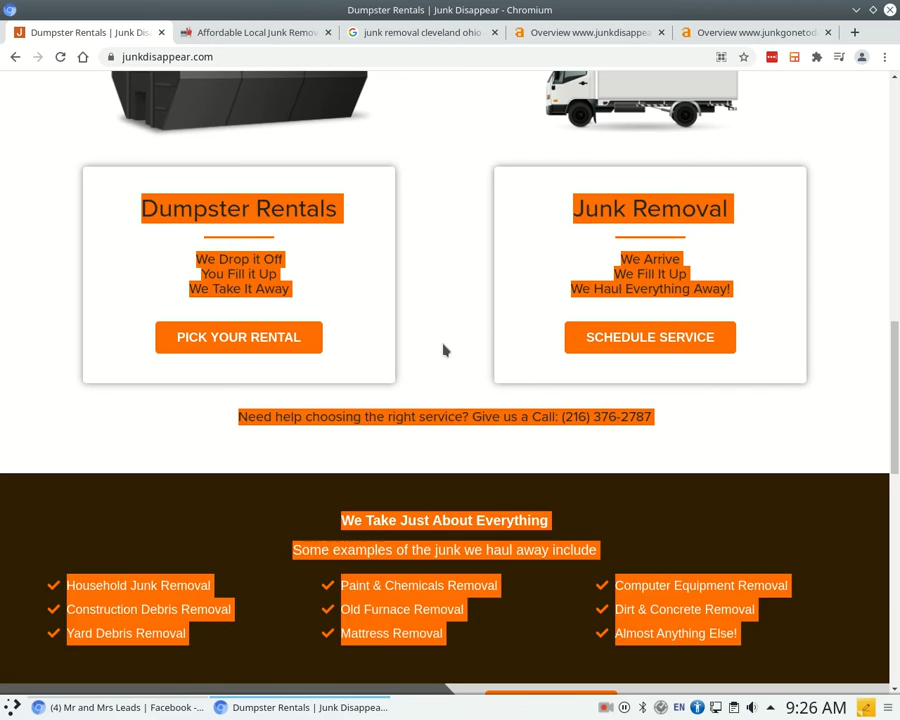 Dumpster Rentals | Junk Disappear - Chromium
Dumpster Rentals | Junk Dis
Affordable Local Junk Remov
junk removal cleveland ohio
Overview www.junkdisappea
Overview www.junkgonetod
junkdisappear.com
Dumpster Rentals
We Drop it Off
You Fill it Up
We Take It Away
PICK YOUR RENTAL
Junk Removal
We Arrive
We Fill It Up
We Haul Everything Away!
SCHEDULE SERVICE
Need help choosing the right service? Give us a Call: (216) 376-2787
We Take Just About Everything
Some examples of the junk we haul away include
Household Junk Removal
Construction Debris Removal
Yard Debris Removal
Paint & Chemicals Removal
Old Furnace Removal
Mattress Removal
Computer Equipment Removal
Dirt & Concrete Removal
Almost Anything Else!
(4) Mr and Mrs Leads | Facebook -...
Dumpster Rentals | Junk Disappea...
EN
9:26 AM